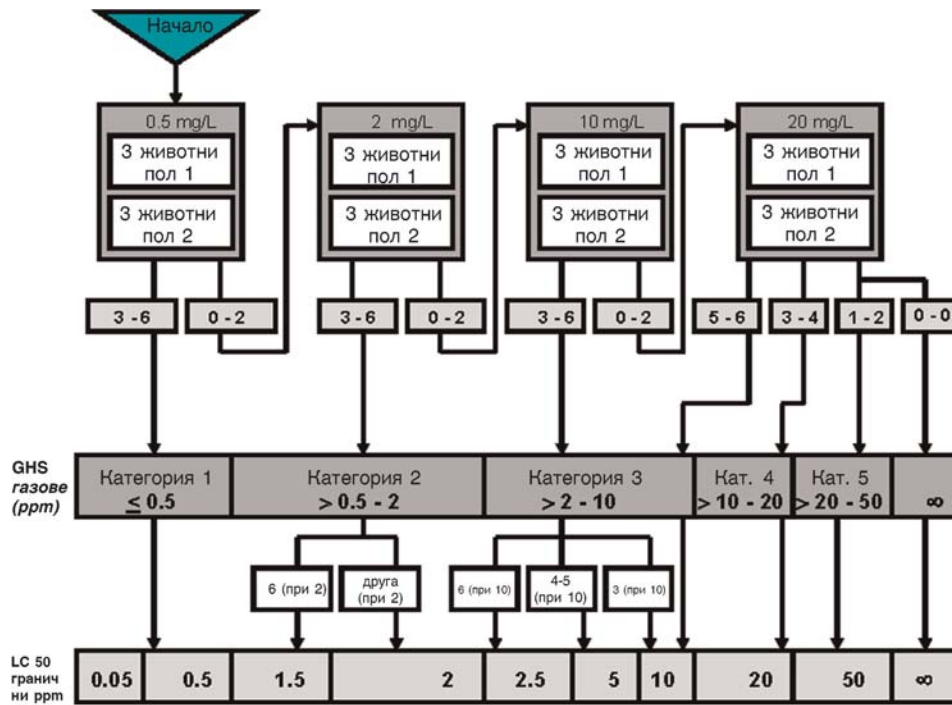 Начало
0.5 mg/L
3 животни
пол 1
3 животни
пол 2
2 mg/L
3 животни
пол 1
3 животни
пол 2
10 mg/L
3 животни
пол 1
3 животни
пол 2
20 mg/L
3 животни
пол 1
3 животни
пол 2
3 - 6
0 - 2
3 - 6
0 - 2
3 - 6
0 - 2
5 - 6
3 - 4
1 - 2
0 - 0
GHS
газове
(ppm)
Категория 1
≤ 0.5
Категория 2
> 0.5 - 2
Категория 3
> 2 - 10
Кат. 4
> 10 - 20
Кат. 5
> 20 - 50
∞
6 (при 2)
друга
(при 2)
6 (при 10)
4-5
(при 10)
3 (при 10)
LC 50
гранич
ни ppm
0.05
0.5
1.5
2
2.5
5
10
20
50
∞